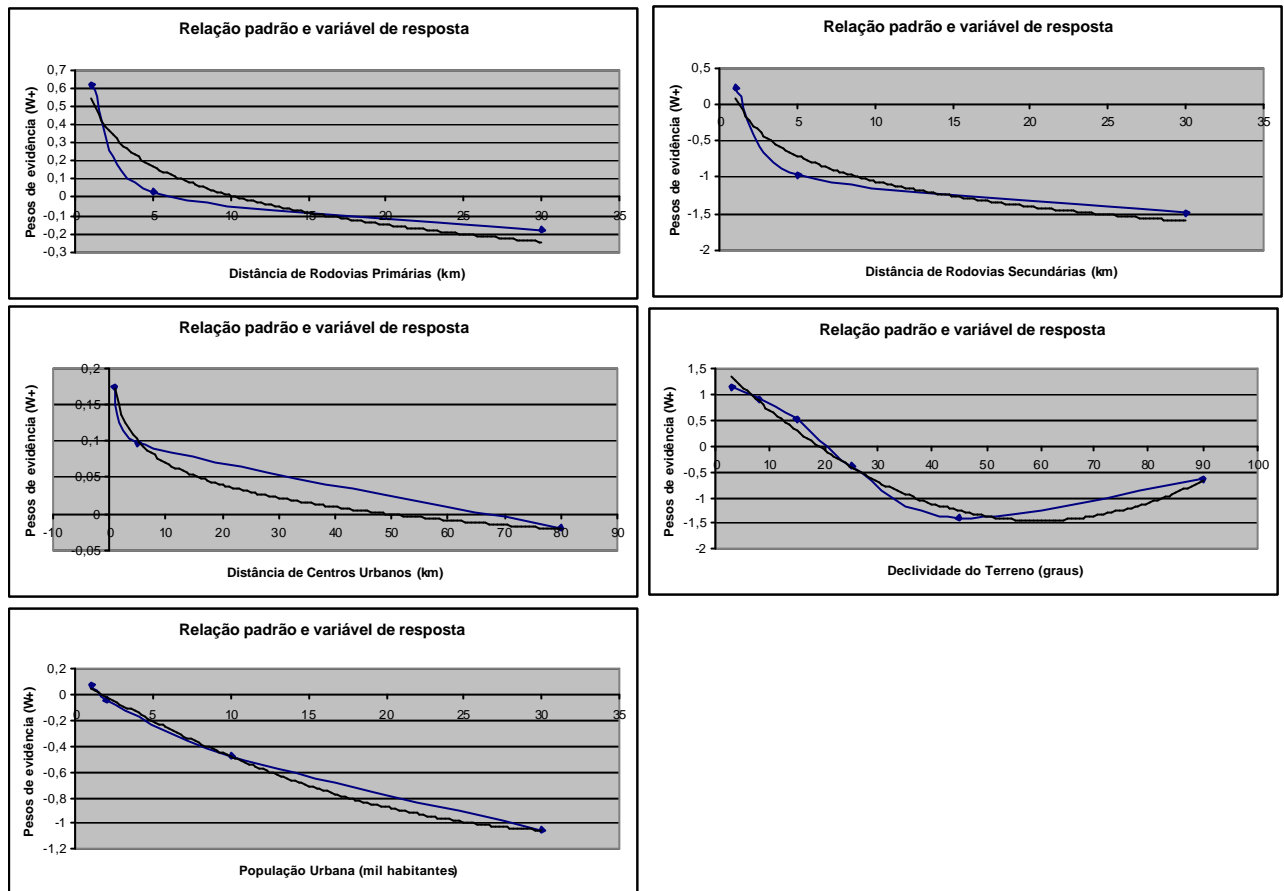 Relação padrão e variável de resposta
0,7
0,6
0,5
0,4
0,3
0,2
0,1
0
-0,1
-0,2
-0,3
0 5 10 15 20 25 30 35
Pesos de evidência (W+)
Distância de Rodovias Primárias (km)
Relação padrão e variável de resposta
0,5
0
-0,5
-1
-1,5
-2
0 5 10 15 20 25 30 35
Pesos de evidência (W+)
Distância de Rodovias Secundárias (km)
Relação padrão e variável de resposta
0,2
0,15
0,1
0,05
0
-0,05
-10 0 10 20 30 40 50 60 70 80 90
Pesos de evidência (W+)
Distância de Centros Urbanos (km)
Relação padrão e variável de resposta
1,5
1
0,5
0
-0,5
-1
-1,5
-2
0 10 20 30 40 50 60 70 80 90 100
Pesos de evidência (W+)
Declividade do Terreno (graus)
Relação padrão e variável de resposta
0,2
0
-0,2
-0,4
-0,6
-0,8
-1
-1,2
0 5 10 15 20 25 30 35
Pesos de evidência (W+)
População Urbana (mil habitantes)